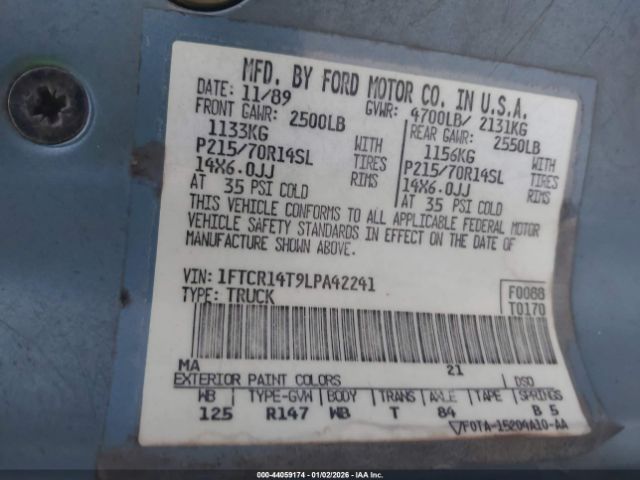 MFD. BY FORD MOTOR CO. IN U.S.A.
DATE: 11/89 GVWR: 4700LB/ 2131KG
FRONT GAWR: 2500LB REAR GAWR: 2550LB
1133KG WITH 1156KG WITH
P215/70R14SL TIRES P215/70R14SL TIRES
14X6.0JJ RIMS 14X6.0JJ RIMS
AT 35 PSI COLD AT 35 PSI COLD
THIS VEHICLE CONFORMS TO ALL APPLICABLE FEDERAL MOTOR
VEHICLE SAFETY STANDARDS IN EFFECT ON THE DATE OF
MANUFACTURE SHOWN ABOVE.
VIN: 1FTCR14T9LPA42241
TYPE: TRUCK
F0088
T0170
MA 21
EXTERIOR PAINT COLORS DSO
WB TYPE-GVW BODY TRANS AXLE TAPE SPRINGS
125 R147 WB T 84 B 5
▽F0TA-15204A10-AA
000-44059174 - 01/02/2026 - IAAI.COM